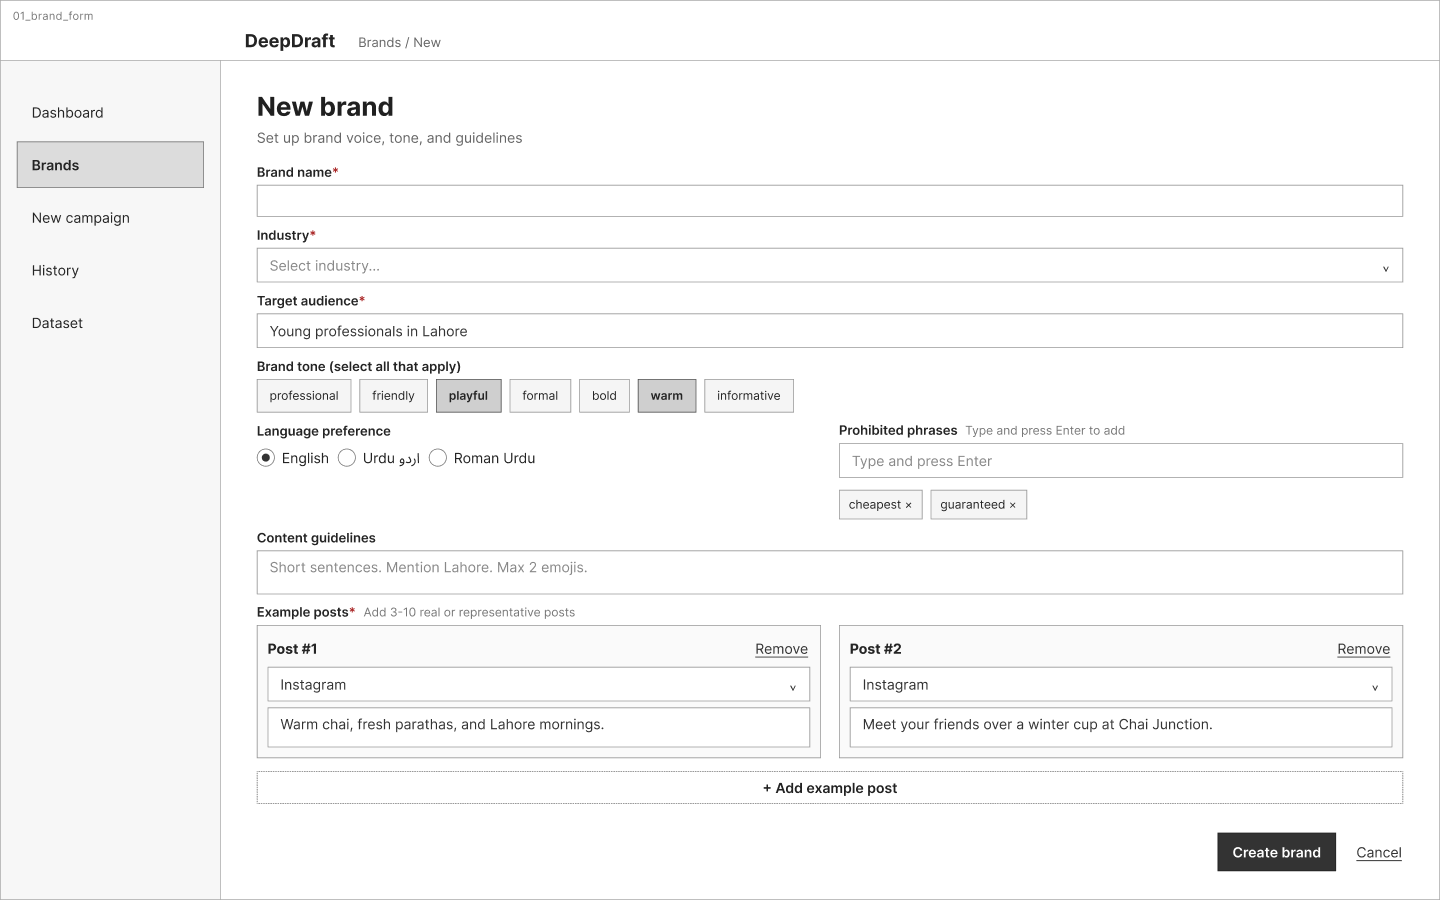 01_brand_form
DeepDraft Brands / New
Dashboard
Brands
New campaign
History
Dataset
New brand
Set up brand voice, tone, and guidelines
Brand name*
Industry*
Select industry...
Target audience*
Young professionals in Lahore
Brand tone (select all that apply)
professional friendly playful formal bold warm informative
Language preference
English Urdu اردو Roman Urdu
Prohibited phrases Type and press Enter to add
Type and press Enter
cheapest × guaranteed ×
Content guidelines
Short sentences. Mention Lahore. Max 2 emojis.
Example posts* Add 3-10 real or representative posts
Post #1 Remove
Instagram
Warm chai, fresh parathas, and Lahore mornings.
Post #2 Remove
Instagram
Meet your friends over a winter cup at Chai Junction.
+ Add example post
Create brand Cancel